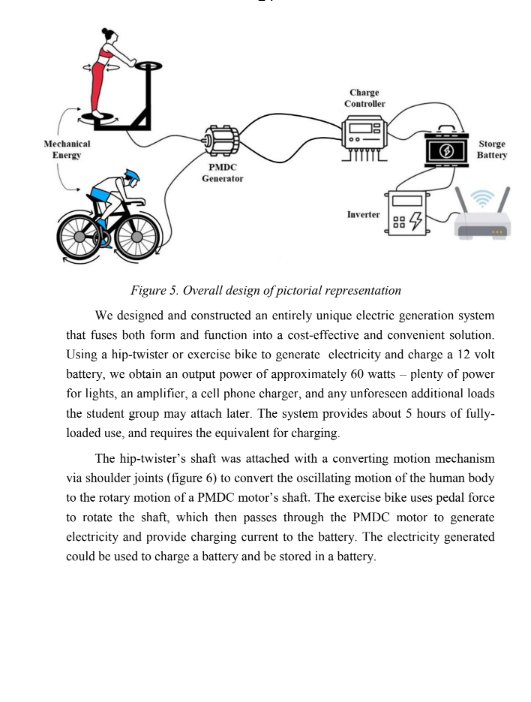 Charge
Controller
Mechanical
Energy
PMDC
Generator
Storge
Battery
Inverter
Figure 5. Overall design of pictorial representation
We designed and constructed an entirely unique electric generation system
that fuses both form and function into a cost-effective and convenient solution.
Using a hip-twister or exercise bike to generate electricity and charge a 12 volt
battery, we obtain an output power of approximately 60 watts – plenty of power
for lights, an amplifier, a cell phone charger, and any unforeseen additional loads
the student group may attach later. The system provides about 5 hours of fully-
loaded use, and requires the equivalent for charging.
The hip-twister's shaft was attached with a converting motion mechanism
via shoulder joints (figure 6) to convert the oscillating motion of the human body
to the rotary motion of a PMDC motor's shaft. The exercise bike uses pedal force
to rotate the shaft, which then passes through the PMDC motor to generate
electricity and provide charging current to the battery. The electricity generated
could be used to charge a battery and be stored in a battery.